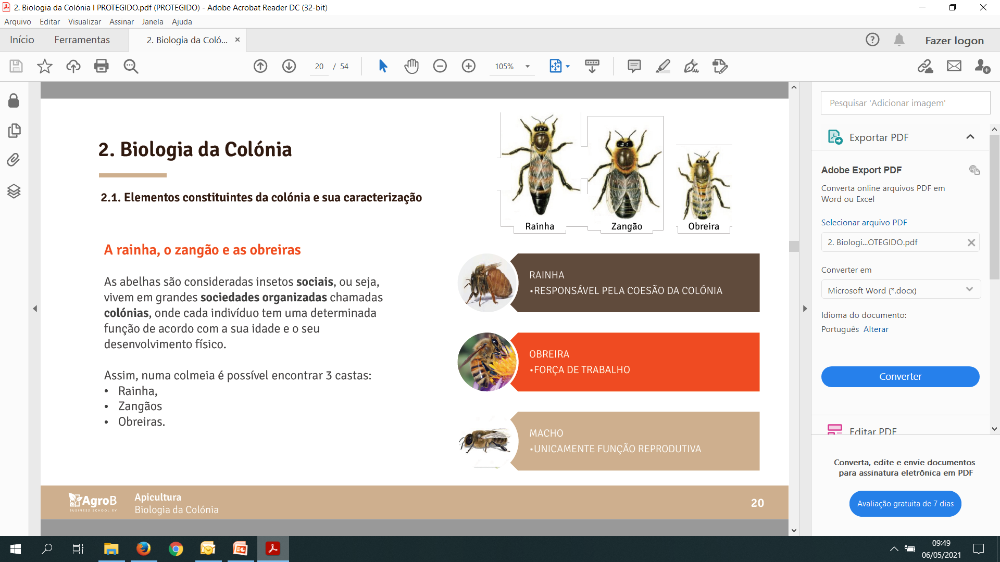 2. Biologia da Colónia I PROTEGIDO.pdf (PROTEGIDO) - Adobe Acrobat Reader DC (32-bit)
Arquivo Editar Visualizar Assinar Janela Ajuda
Início Ferramentas 2. Biologia da Coló... × Fazer logon
20 / 54 105%
Pesquisar 'Adicionar imagem'
2. Biologia da Colónia
2.1. Elementos constituintes da colónia e sua caracterização
Rainha Zangão Obreira
A rainha, o zangão e as obreiras
As abelhas são consideradas insetos sociais, ou seja,
vivem em grandes sociedades organizadas chamadas
colónias, onde cada indivíduo tem uma determinada
função de acordo com a sua idade e o seu
desenvolvimento físico.
Assim, numa colmeia é possível encontrar 3 castas:
• Rainha,
• Zangãos
• Obreiras.
RAINHA
•RESPONSÁVEL PELA COESÃO DA COLÓNIA
OBREIRA
•FORÇA DE TRABALHO
MACHO
•UNICAMENTE FUNÇÃO REPRODUTIVA
AgroB
BUSINESS SCHOOL EV
Apicultura
Biologia da Colónia
20
Exportar PDF
Adobe Export PDF
Converta online arquivos PDF em
Word ou Excel
Selecionar arquivo PDF
2. Biologi...OTEGIDO.pdf
Converter em
Microsoft Word (*.docx)
Idioma do documento:
Português Alterar
Converter
Editar PDF
Converta, edite e envie documentos
para assinatura eletrônica em PDF
Avaliação gratuita de 7 dias
09:49
06/05/2021